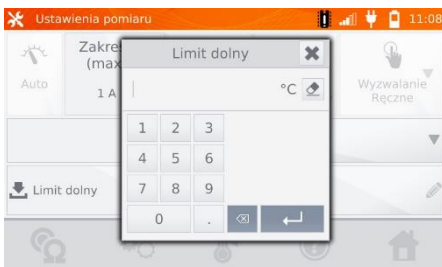 Ustawienia pomiaru 11:08
Auto
Zakre
(max
1 A
Limit dolny
°C
Wyzwalanie
Ręczne
1 2 3
4 5 6
7 8 9
0 .
Limit dolny